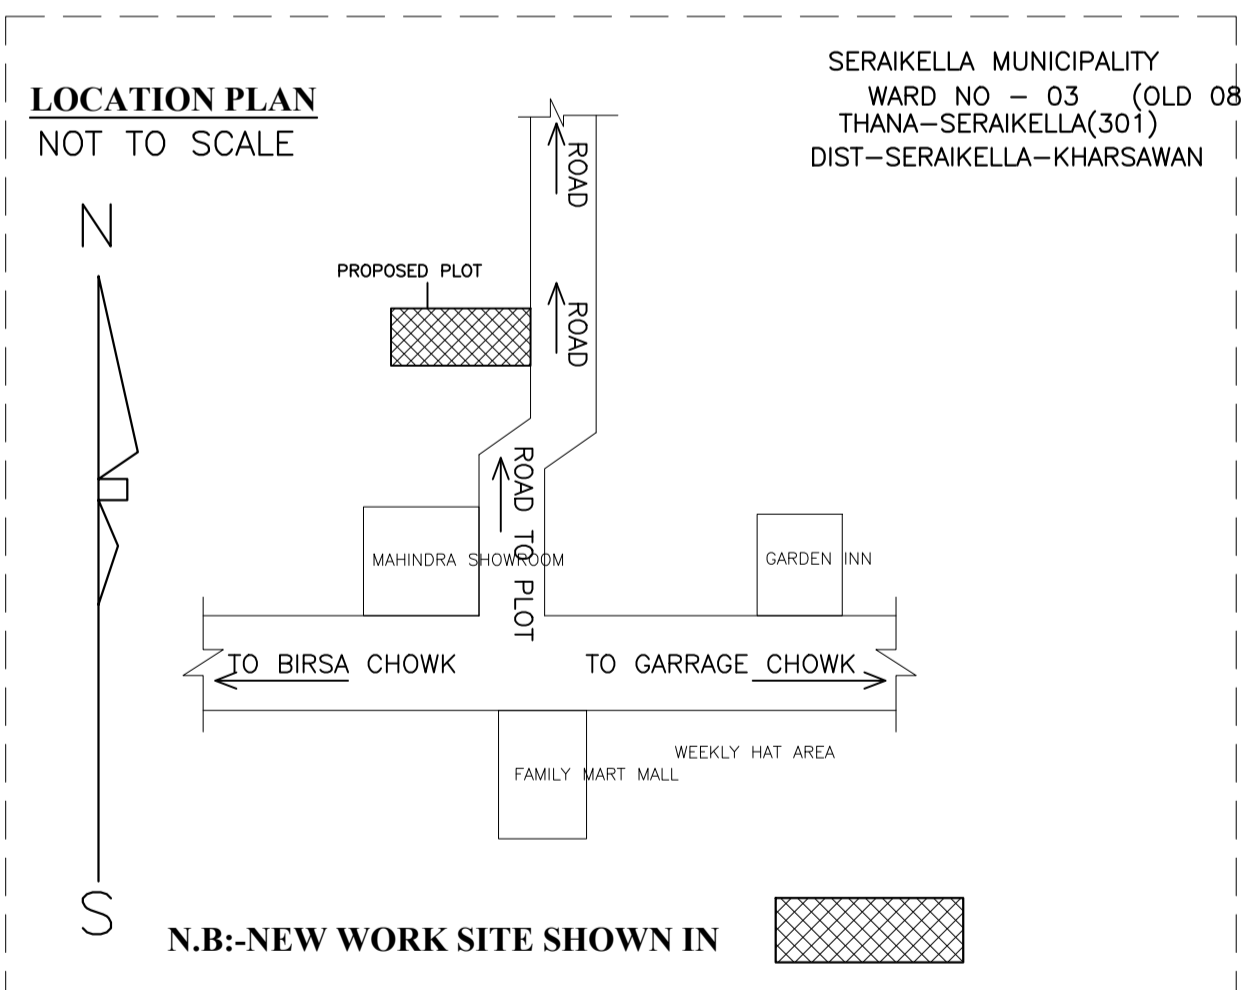 LOCATION PLAN
NOT TO SCALE
SERAIKELLA MUNICIPALITY
WARD NO - 03 (OLD 08
THANA-SERAIKELLA(301)
DIST-SERAIKELLA-KHARSAWAN
N
ROAD
PROPOSED PLOT
ROAD
ROAD TO PLOT
MAHINDRA SHOWROOM
GARDEN INN
TO BIRSA CHOWK
TO GARRAGE CHOWK
WEEKLY HAT AREA
FAMILY MART MALL
S
N.B:-NEW WORK SITE SHOWN IN